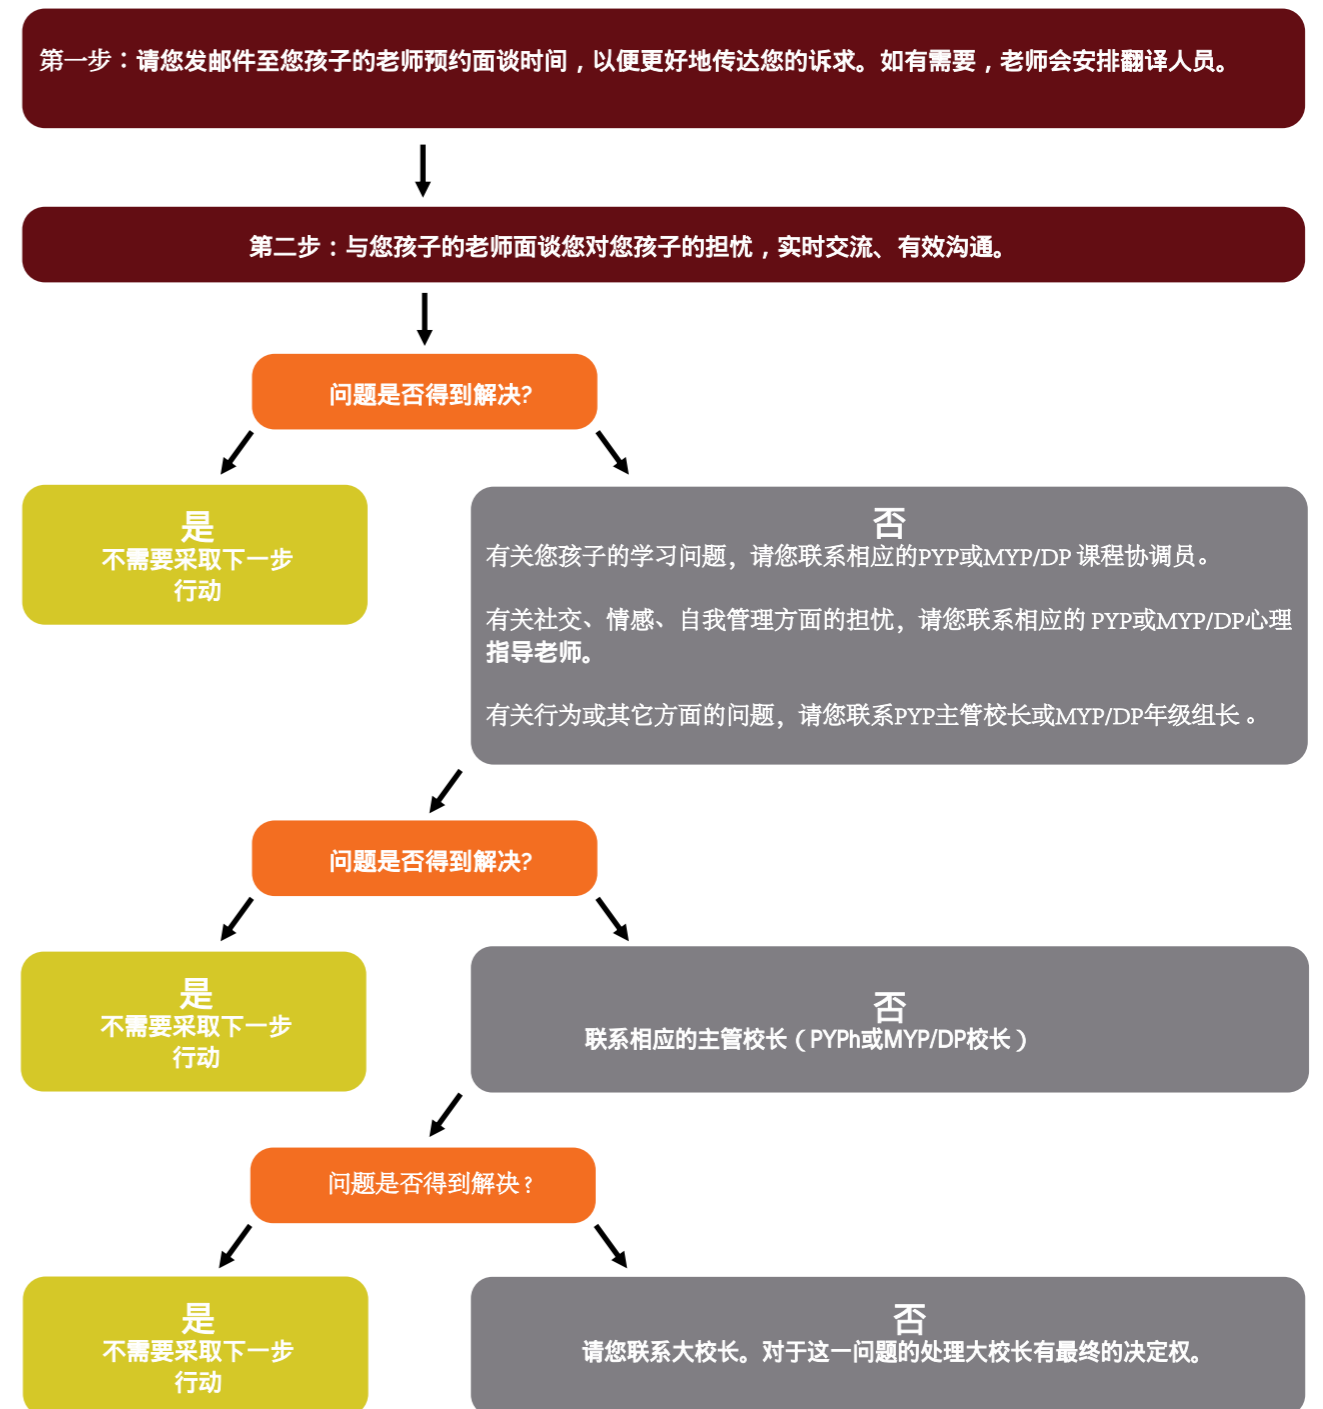 第一步：请您发邮件至您孩子的老师预约面谈时间，以便更好地传达您的诉求。如有需要，老师会安排翻译人员。
第二步：与您孩子的老师面谈您对您孩子的担忧，实时交流、有效沟通。
问题是否得到解决?
是
不需要采取下一步
行动
否
有关您孩子的学习问题，请您联系相应的PYP或MYP/DP 课程协调员。
有关社交、情感、自我管理方面的担忧，请您联系相应的 PYP或MYP/DP心理
指导老师。
有关行为或其它方面的问题，请您联系PYP主管校长或MYP/DP年级组长 。
问题是否得到解决?
是
不需要采取下一步
行动
否
联系相应的主管校长（PYPh或MYP/DP校长）
问题是否得到解决?
是
不需要采取下一步
行动
否
请您联系大校长。对于这一问题的处理大校长有最终的决定权。